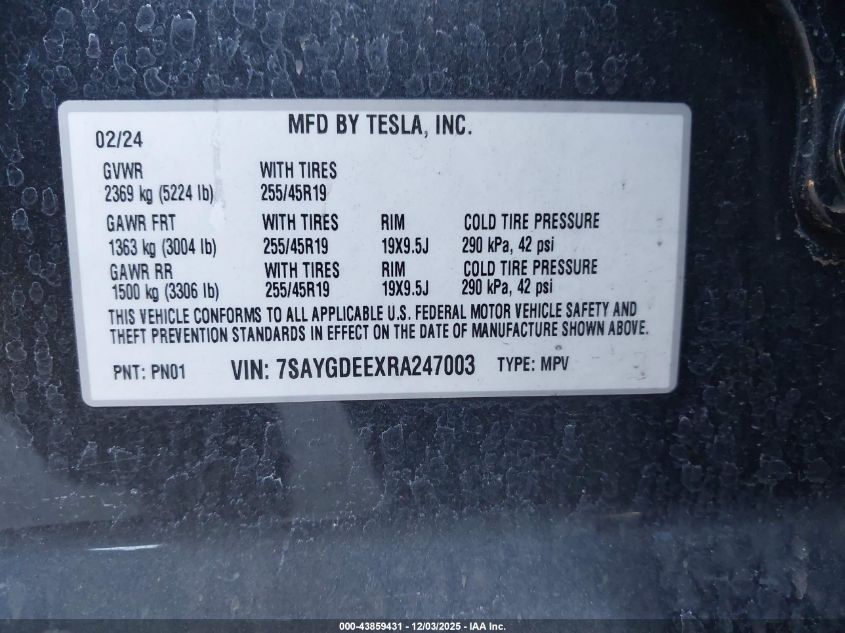 MFD BY TESLA, INC.
02/24
GVWR WITH TIRES
2369 kg (5224 lb) 255/45R19
GAWR FRT WITH TIRES RIM COLD TIRE PRESSURE
1363 kg (3004 lb) 255/45R19 19X9.5J 290 kPa, 42 psi
GAWR RR WITH TIRES RIM COLD TIRE PRESSURE
1500 kg (3306 lb) 255/45R19 19X9.5J 290 kPa, 42 psi
THIS VEHICLE CONFORMS TO ALL APPLICABLE U.S. FEDERAL MOTOR VEHICLE SAFETY AND
THEFT PREVENTION STANDARDS IN EFFECT ON THE DATE OF MANUFACTURE SHOWN ABOVE.
PNT: PN01 VIN: 7SAYGDEEXRA247003 TYPE: MPV
000-43859431 - 12/03/2025 - IAA Inc.